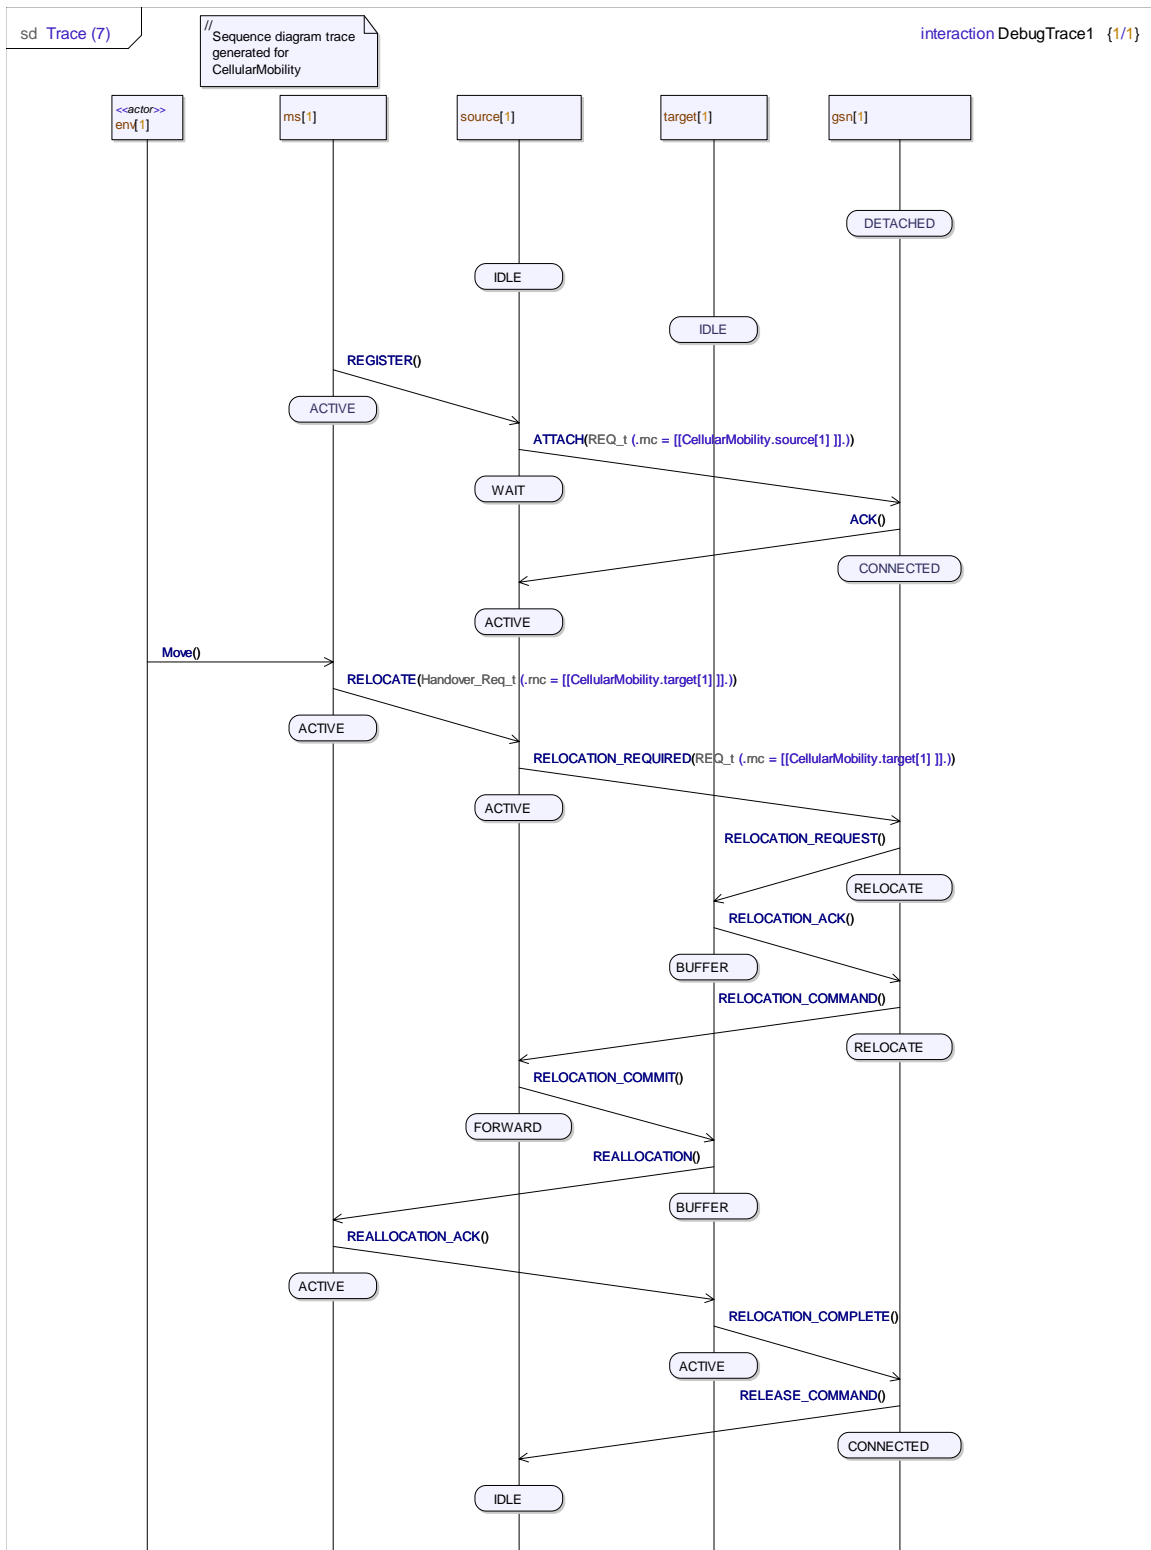 sd Trace (7)
//
Sequence diagram trace
generated for
CellularMobility
interaction DebugTrace1 {1/1}
<<actor>>
env[1]
ms[1]
source[1]
target[1]
gsn[1]
DETACHED
IDLE
IDLE
REGISTER()
ACTIVE
ATTACH(REQ_t (.rnc = [[CellularMobility.source[1] ]].))
WAIT
ACK()
CONNECTED
ACTIVE
Move()
RELOCATE(Handover_Req_t (.rnc = [[CellularMobility.target[1] ]].))
ACTIVE
RELOCATION_REQUIRED(REQ_t (.rnc = [[CellularMobility.target[1] ]].))
ACTIVE
RELOCATION_REQUEST()
RELOCATE
RELOCATION_ACK()
BUFFER
RELOCATION_COMMAND()
RELOCATE
RELOCATION_COMMIT()
FORWARD
REALLOCATION()
BUFFER
REALLOCATION_ACK()
ACTIVE
RELOCATION_COMPLETE()
ACTIVE
RELEASE_COMMAND()
CONNECTED
IDLE